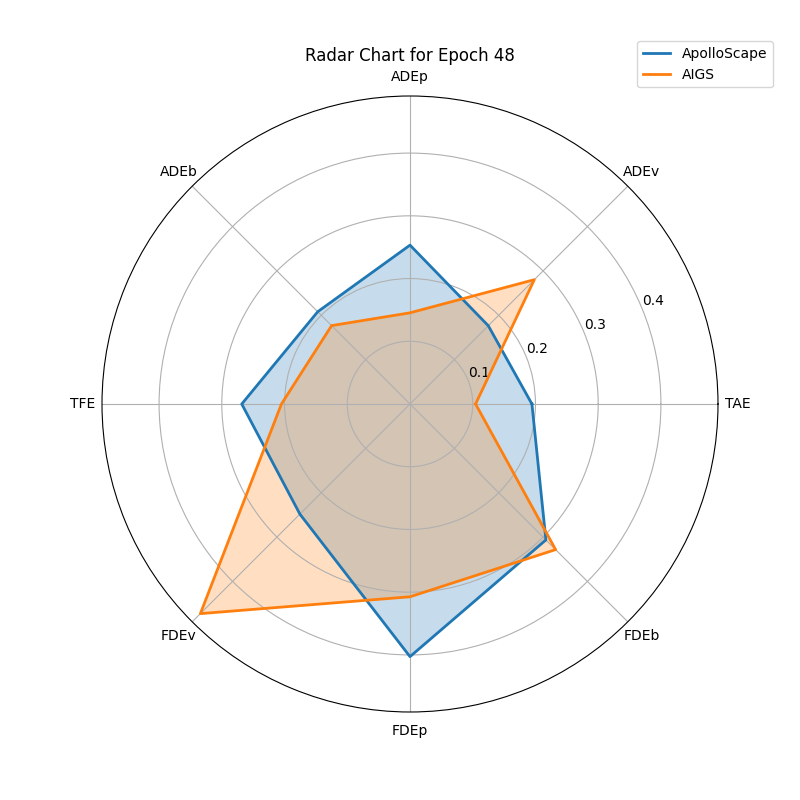 Radar Chart for Epoch 48
ApolloScape
AIGS
ADEp
ADEb
ADEv
0.4
0.3
0.2
0.1
TFE
TAE
FDEv
FDEb
FDEp